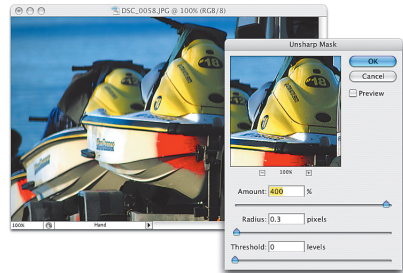 DSC_0058.JPG @ 100% (RGB/8)
Unsharp Mask
OK
Cancel
Preview
18
18
100%
Amount: 400 %
Radius: 0.3 pixels
Threshold: 0 levels
100%
Hand